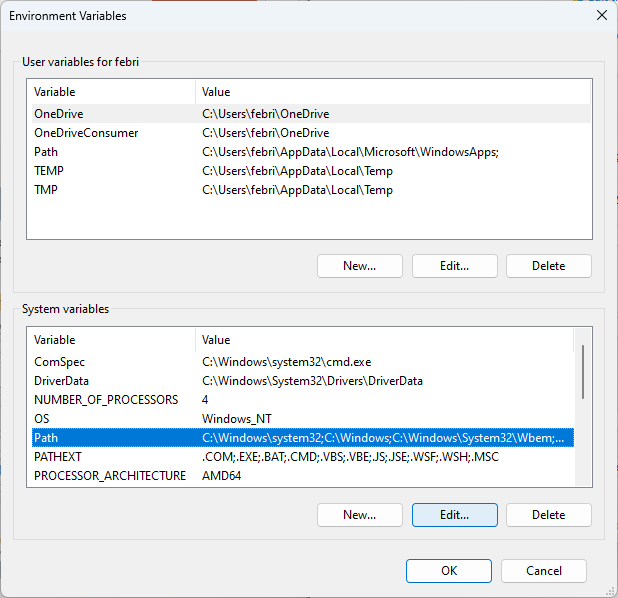 Environment Variables
User variables for febri
Variable Value
OneDrive C:\Users\febri\OneDrive
OneDriveConsumer C:\Users\febri\OneDrive
Path C:\Users\febri\AppData\Local\Microsoft\WindowsApps;
TEMP C:\Users\febri\AppData\Local\Temp
TMP C:\Users\febri\AppData\Local\Temp
New... Edit... Delete
System variables
Variable Value
ComSpec C:\Windows\system32\cmd.exe
DriverData C:\Windows\System32\Drivers\DriverData
NUMBER_OF_PROCESSORS 4
OS Windows_NT
Path C:\Windows\system32;C:\Windows;C:\Windows\System32\Wbem;...
PATHEXT .COM;.EXE;.BAT;.CMD;.VBS;.VBE;.JS;.JSE;.WSF;.WSH;.MSC
PROCESSOR_ARCHITECTURE AMD64
New... Edit... Delete
OK Cancel